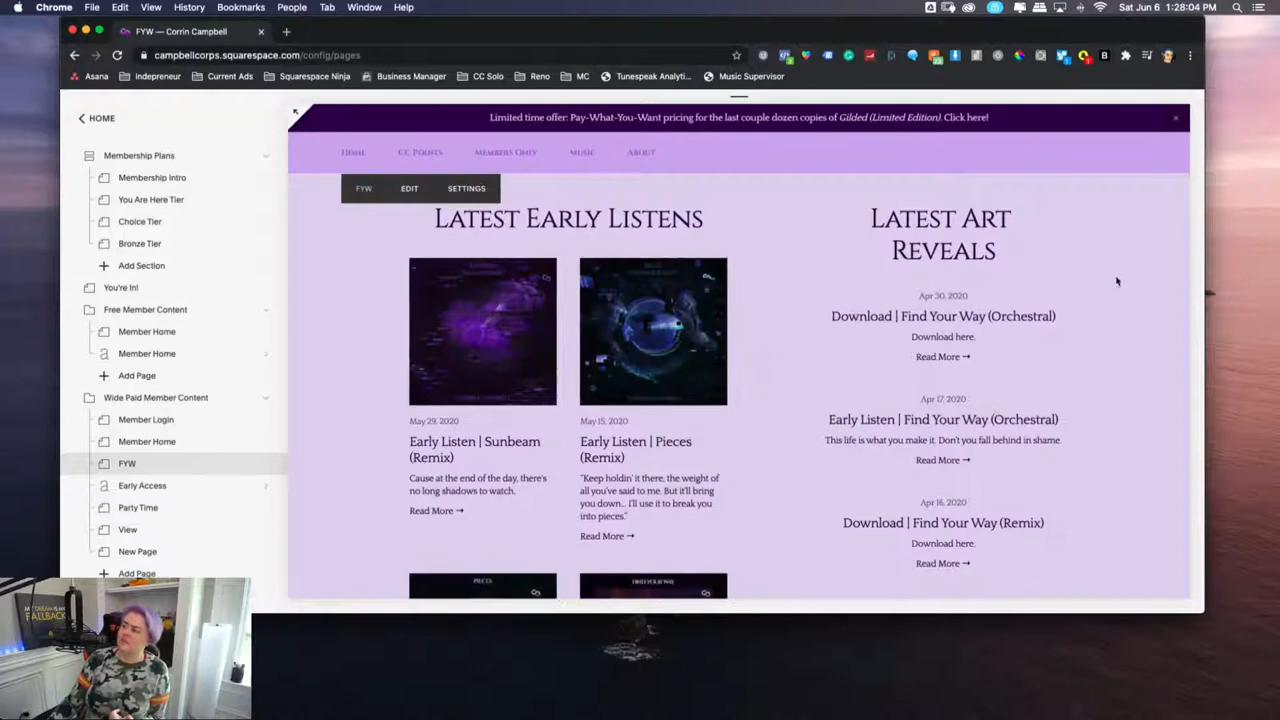 Chrome File Edit View History Bookmarks People Tab Window Help
Sat Jun 6 1:28:04 PM
FYW — Corrin Campbell
campbellcorps.squarespace.com/config/pages
Asana Indepreneur Current Ads Squarespace Ninja Business Manager CC Solo Reno MC Tunespeak Analyti... Music Supervisor
HOME
Membership Plans
Membership Intro
You Are Here Tier
Choice Tier
Bronze Tier
Add Section
You're In!
Free Member Content
Member Home
Member Home
Add Page
Wide Paid Member Content
Member Login
Member Home
FYW
Early Access
Party Time
View
New Page
Add Page
Limited time offer: Pay-What-You-Want pricing for the last couple dozen copies of Gilded (Limited Edition). Click here!
Home CC Points Members Only Music About
FYW EDIT SETTINGS
Latest Early Listens
May 29, 2020
Early Listen | Sunbeam
(Remix)
Cause at the end of the day, there's
no long shadows to watch.
Read More →
May 15, 2020
Early Listen | Pieces
(Remix)
"Keep holdin' it there, the weight of
all you've said to me. But it'll bring
you down... I'll use it to break you
into pieces."
Read More →
PIECES
FIND YOUR WAY
Latest Art
Reveals
Apr 30, 2020
Download | Find Your Way (Orchestral)
Download here.
Read More →
Apr 17, 2020
Early Listen | Find Your Way (Orchestral)
This life is what you make it. Don't you fall behind in shame.
Read More →
Apr 16, 2020
Download | Find Your Way (Remix)
Download here.
Read More →
FALLBACK